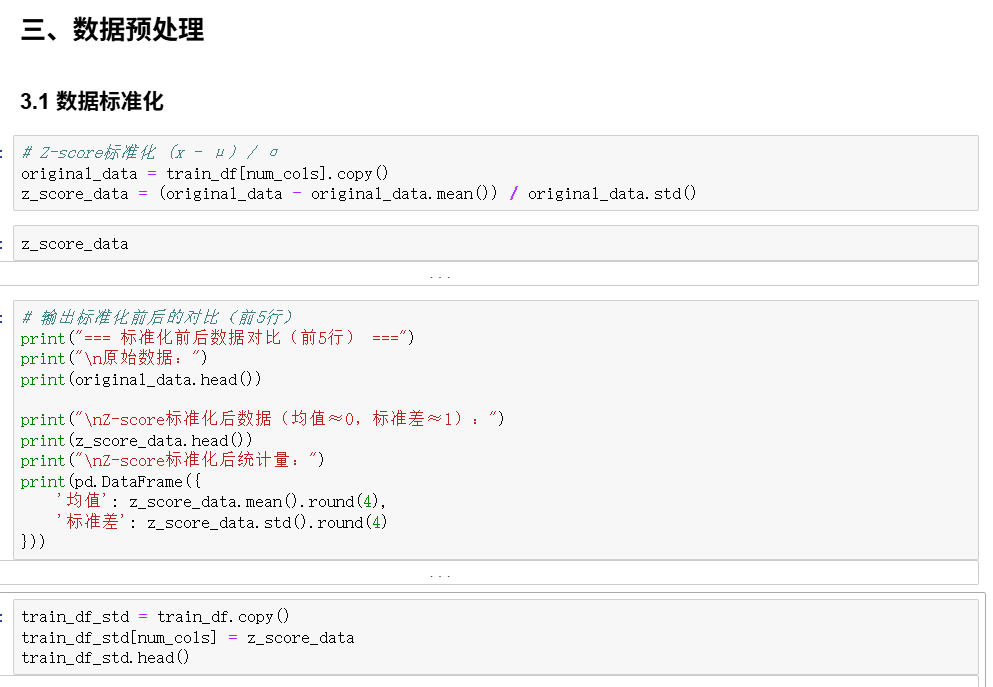 三、数据预处理
3.1 数据标准化
# Z-score标准化 (x - μ) / σ
original_data = train_df[num_cols].copy()
z_score_data = (original_data - original_data.mean()) / original_data.std()
z_score_data
...
# 输出标准化前后的对比（前5行）
print("=== 标准化前后数据对比（前5行） ===")
print("\n原始数据：")
print(original_data.head())
print("\nZ-score标准化后数据（均值≈0，标准差≈1）：")
print(z_score_data.head())
print("\nZ-score标准化后统计量：")
print(pd.DataFrame({
    '均值': z_score_data.mean().round(4),
    '标准差': z_score_data.std().round(4)
}))
...
train_df_std = train_df.copy()
train_df_std[num_cols] = z_score_data
train_df_std.head()